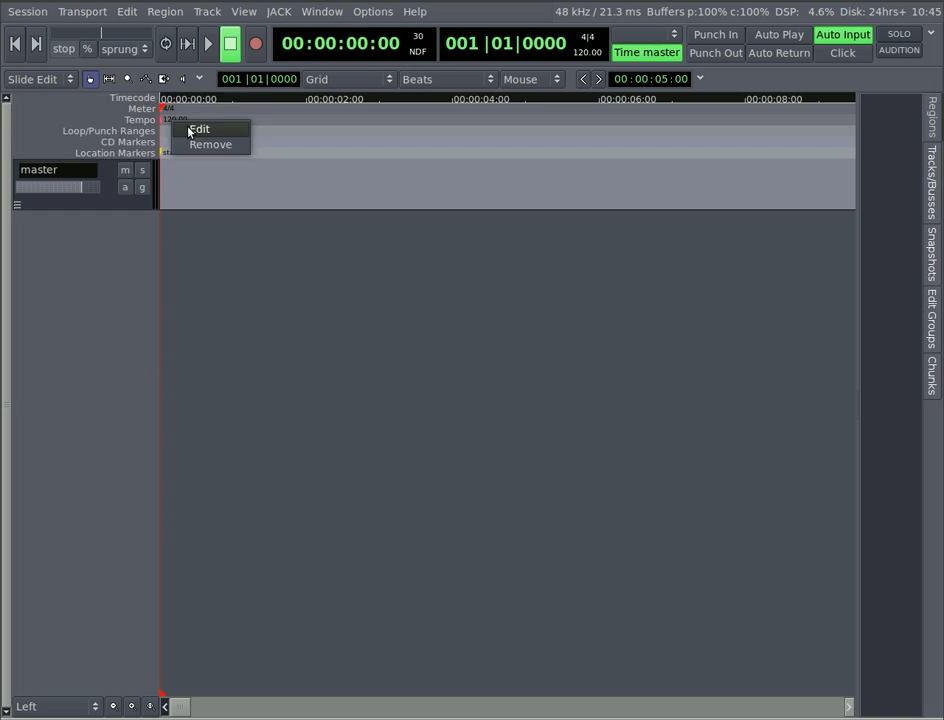 Session Transport Edit Region Track View JACK Window Options Help 48 kHz / 21.3 ms Buffers p:100% c:100% DSP: 4.6% Disk: 24hrs+ 10:45
stop % sprung 00:00:00:00 30 NDF 001|01|0000 4|4 120.00 Time master Punch In Auto Play Auto Input SOLO
Punch Out Auto Return Click AUDITION
Slide Edit 001|01|0000 Grid Beats Mouse 00:00:05:00
Timecode 00:00:00:00 00:00:02:00 00:00:04:00 00:00:06:00 00:00:08:00
Meter 4/4
Tempo 120.00
Loop/Punch Ranges
CD Markers
Location Markers
Edit
Remove
master m s
a g
Regions
Tracks/Busses
Snapshots
Edit Groups
Chunks
Left